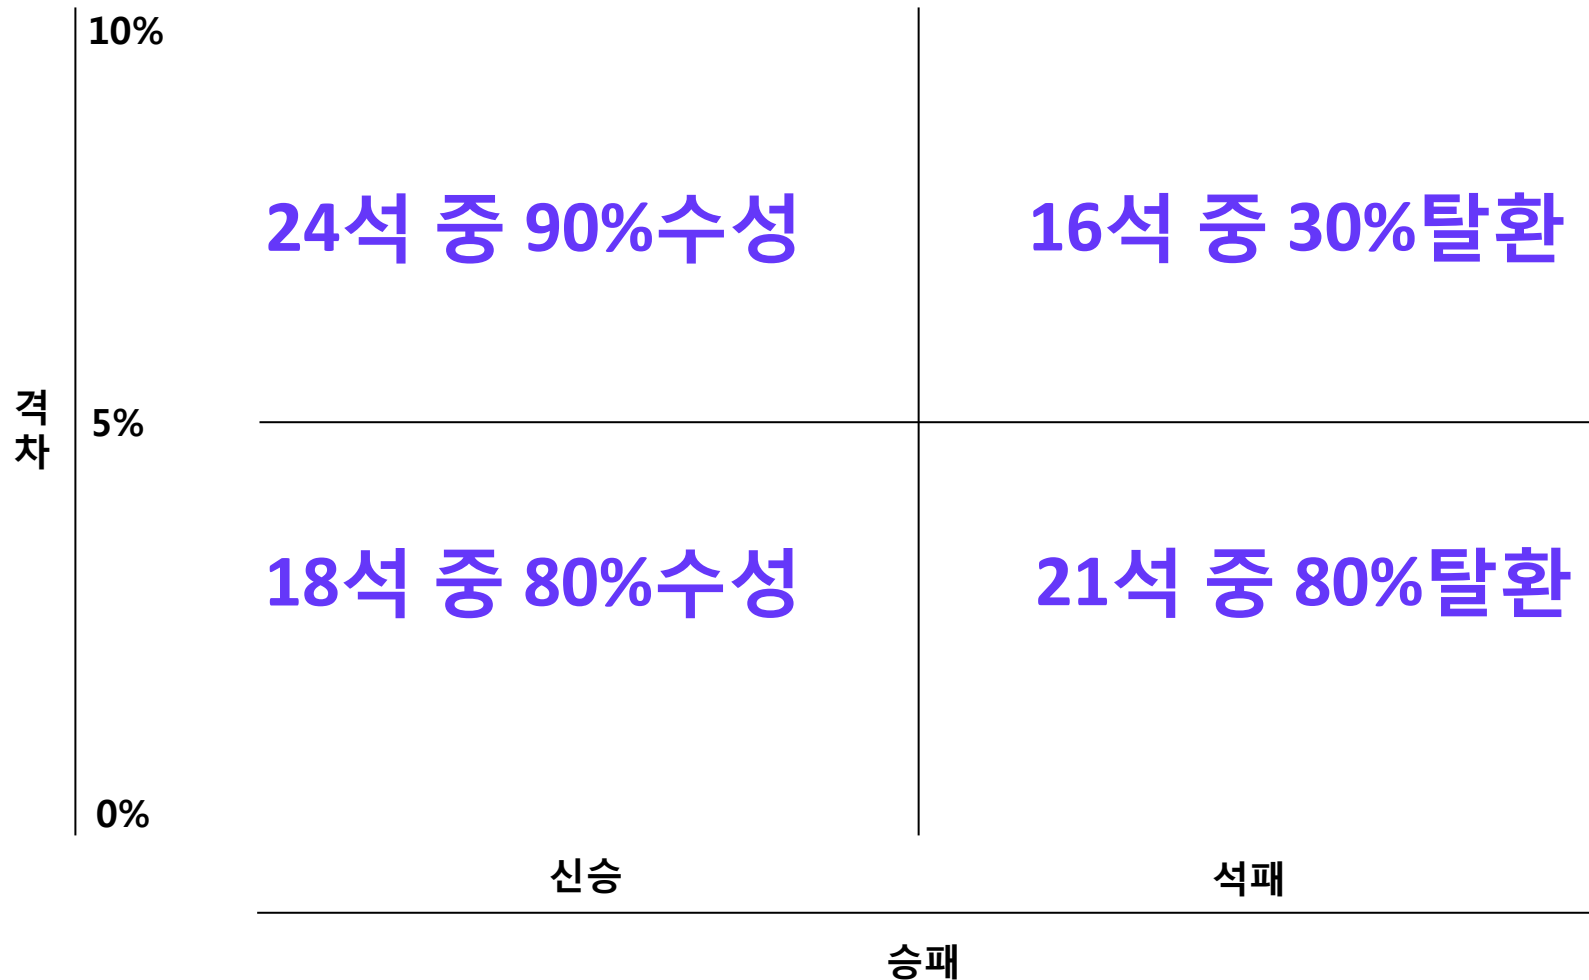 10%
24석 중 90%수성
16석 중 30%탈환
격
차
5%
18석 중 80%수성
21석 중 80%탈환
0%
신승
석패
승패